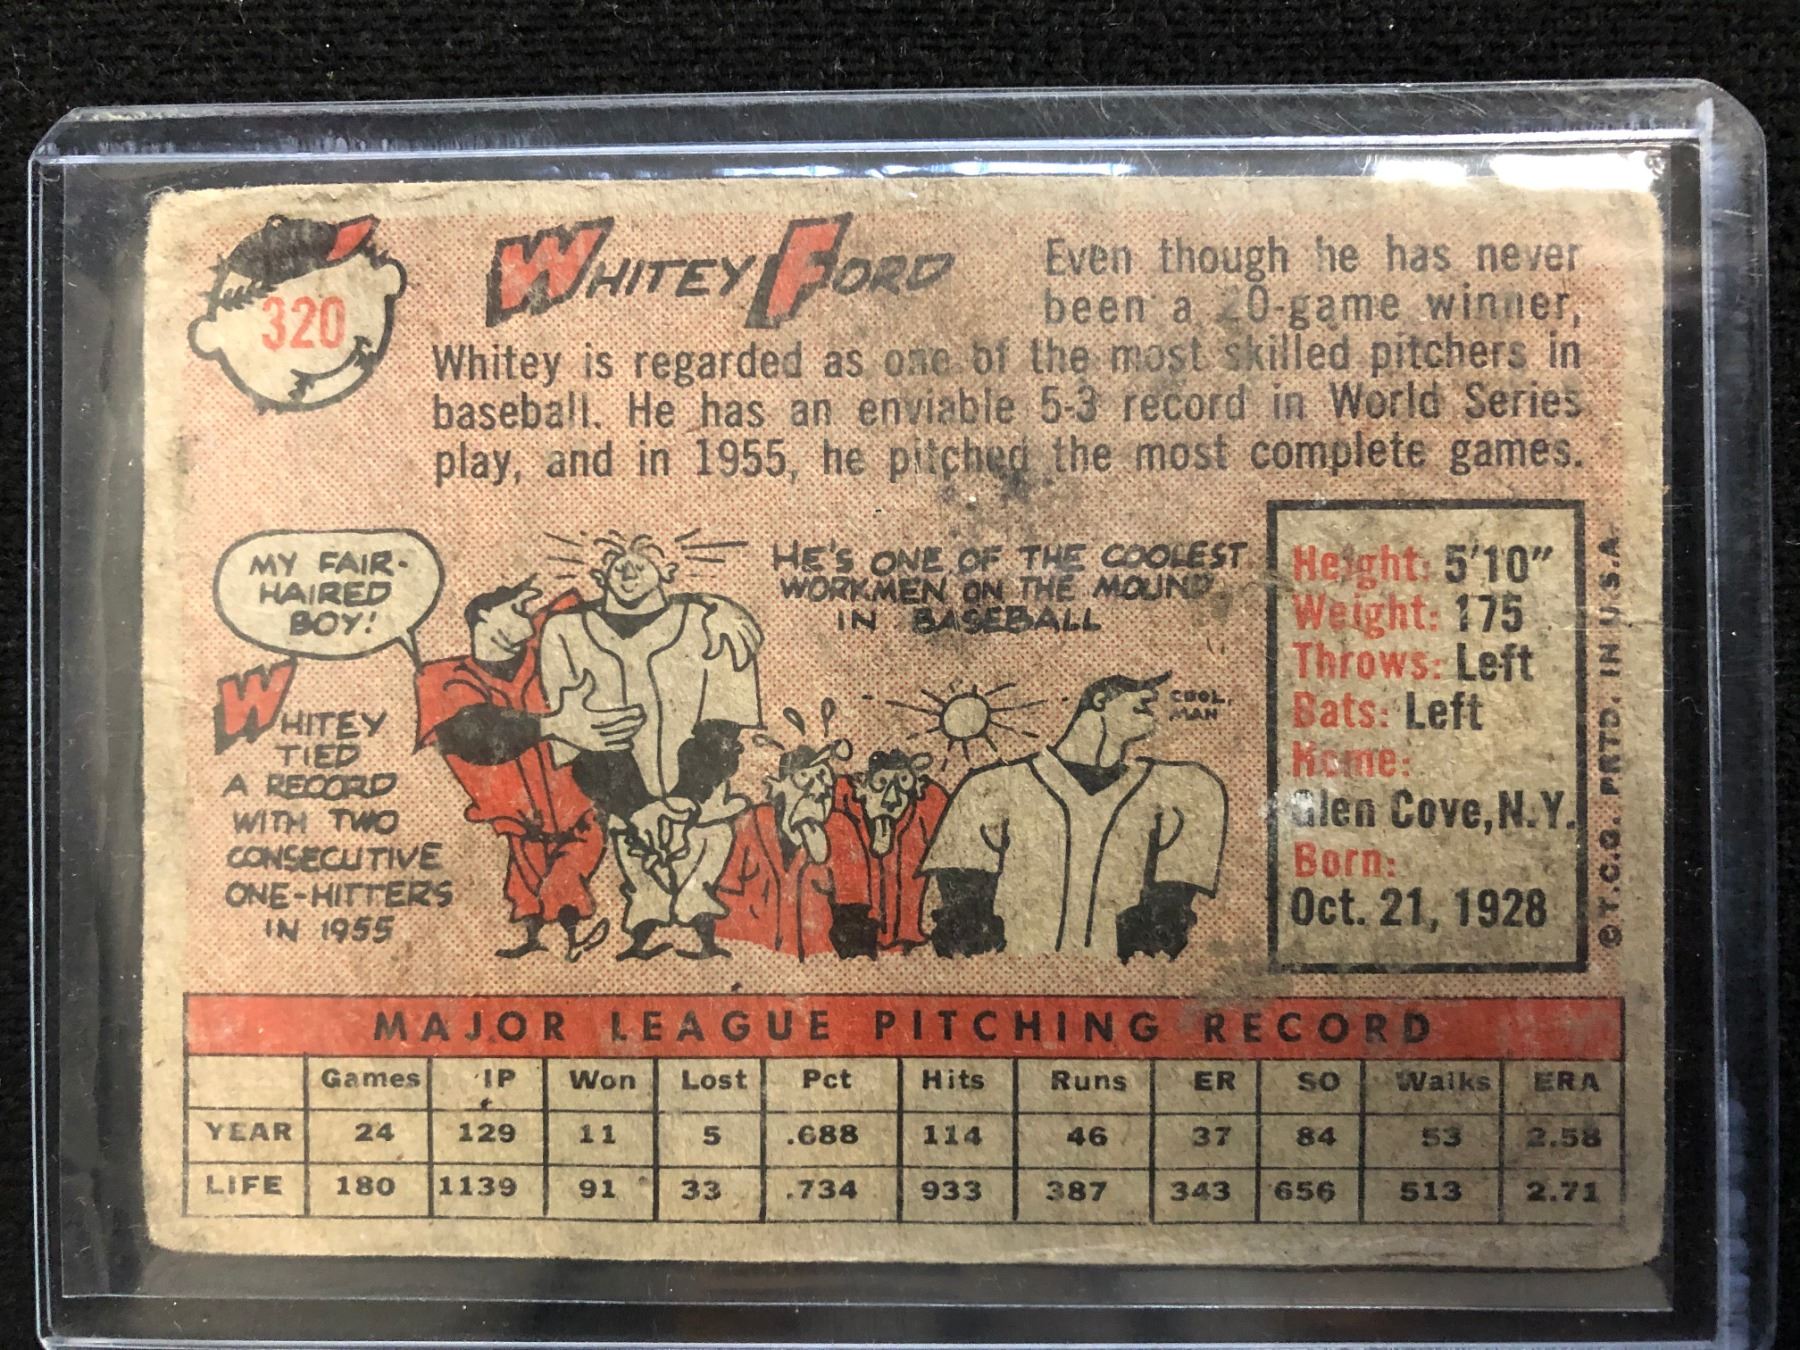 320
WHITEY FORD
Even though he has never
been a 20-game winner,
Whitey is regarded as one of the most skilled pitchers in
baseball. He has an enviable 5-3 record in World Series
play, and in 1955, he pitched the most complete games.
MY FAIR-
HAIRED
BOY!
WHITEY
TIED
A RECORD
WITH TWO
CONSECUTIVE
ONE-HITTERS
IN 1955
HE'S ONE OF THE COOLEST
WORKMEN ON THE MOUND
IN BASEBALL
COOL
MAN
Height: 5'10"
Weight: 175
Throws: Left
Bats: Left
Home:
Glen Cove, N.Y.
Born:
Oct. 21, 1928
© T.C.G. PRTD. IN U.S.A.
MAJOR LEAGUE PITCHING RECORD
Games IP Won Lost Pct Hits Runs ER SO Walks ERA
YEAR 24 129 11 5 .688 114 46 37 84 53 2.58
LIFE 180 1139 91 33 .734 933 387 343 656 513 2.71